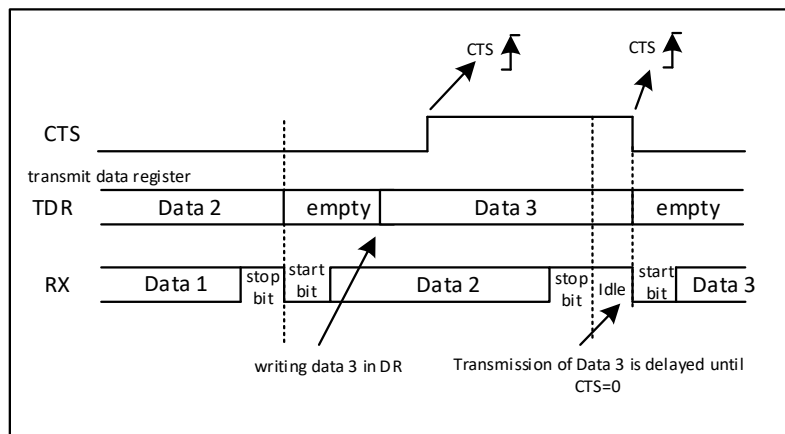 CTS
CTS
CTS
transmit data register
TDR
Data 2
empty
Data 3
empty
RX
Data 1
stop
bit
start
bit
Data 2
stop
bit
Idle
start
bit
Data 3
writing data 3 in DR
Transmission of Data 3 is delayed until
CTS=0